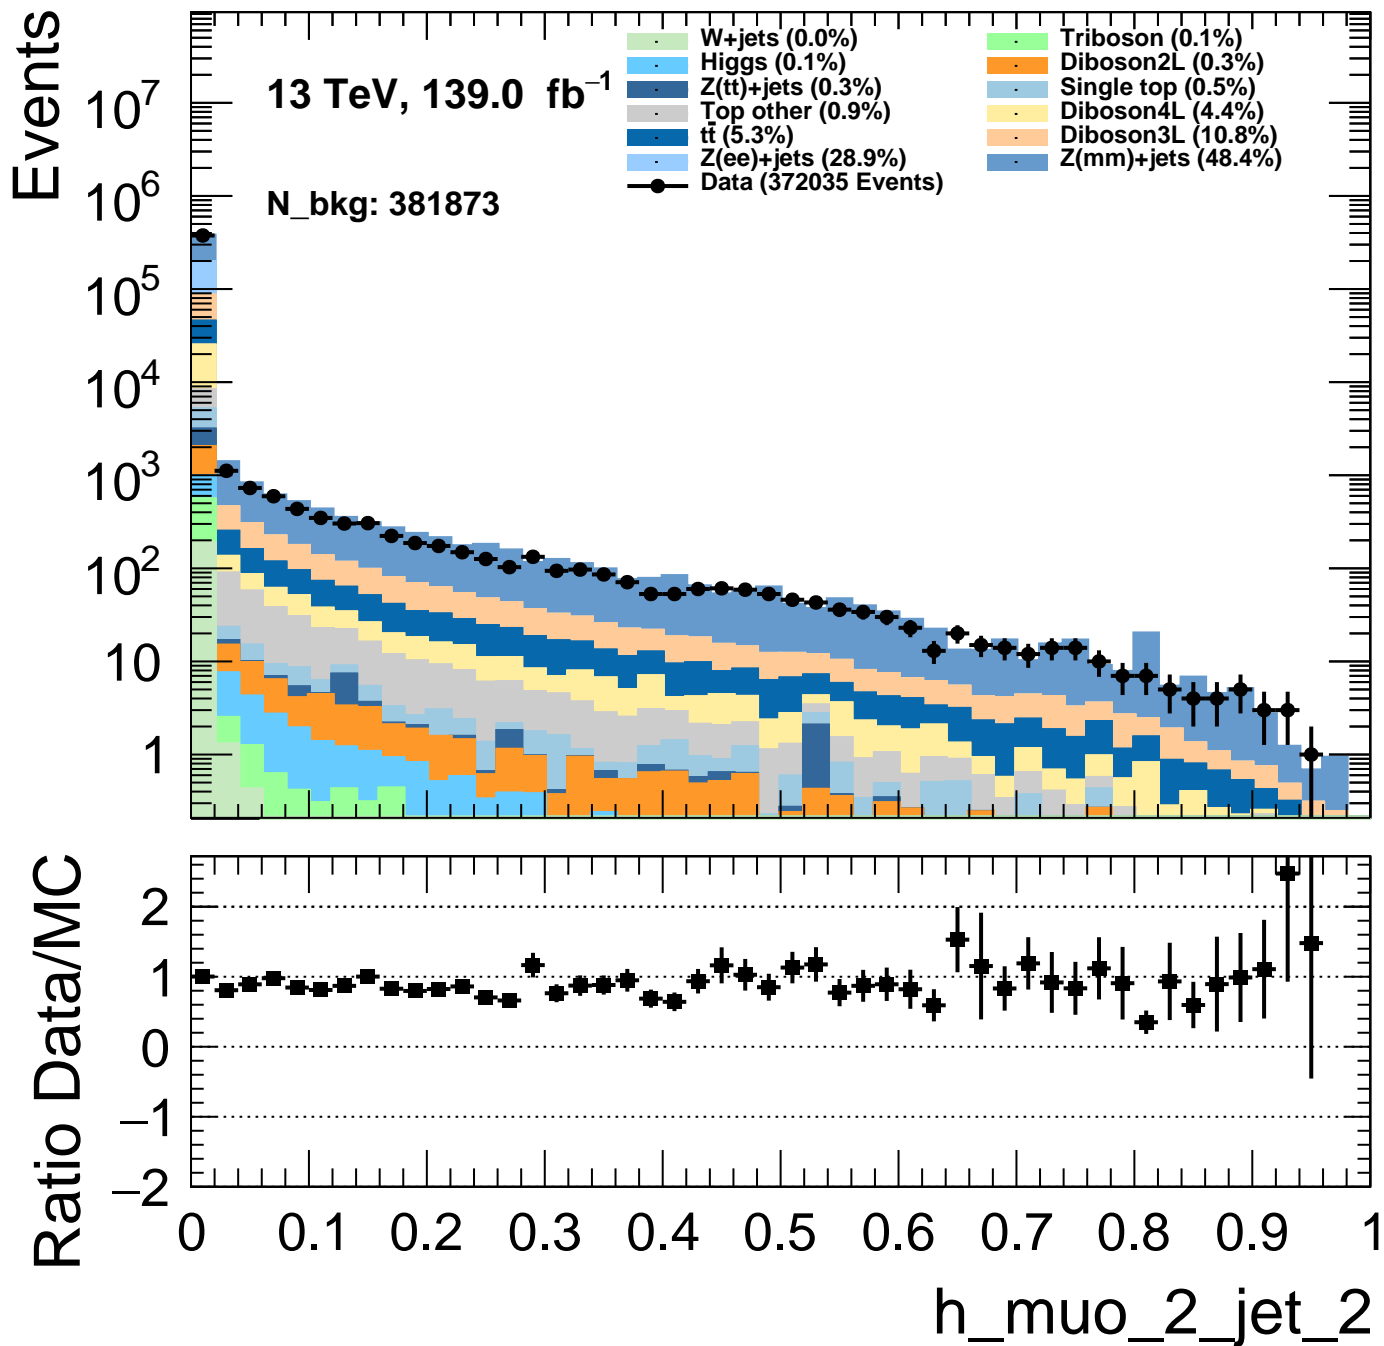 Events
10⁷
10⁶
10⁵
10⁴
10³
10²
10
1
13 TeV, 139.0 fb⁻¹
N_bkg: 381873
W+jets (0.0%)
Higgs (0.1%)
Z(tt)+jets (0.3%)
Top other (0.9%)
tt̄ (5.3%)
Z(ee)+jets (28.9%)
Data (372035 Events)
Triboson (0.1%)
Diboson2L (0.3%)
Single top (0.5%)
Diboson4L (4.4%)
Diboson3L (10.8%)
Z(mm)+jets (48.4%)
Ratio Data/MC
2
1
0
−1
−2
0 0.1 0.2 0.3 0.4 0.5 0.6 0.7 0.8 0.9 1
h_muo_2_jet_2